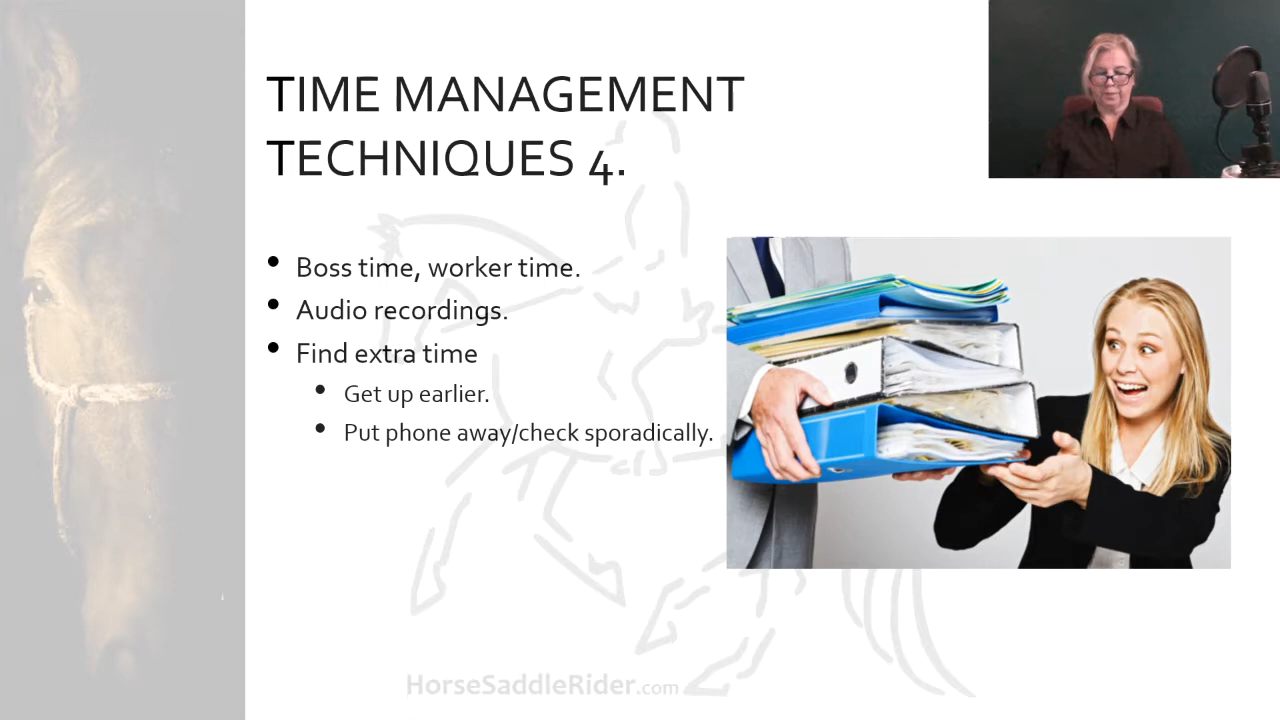 TIME MANAGEMENT
TECHNIQUES 4.
• Boss time, worker time.
• Audio recordings.
• Find extra time
• Get up earlier.
• Put phone away/check sporadically.
HorseSaddleRider.com